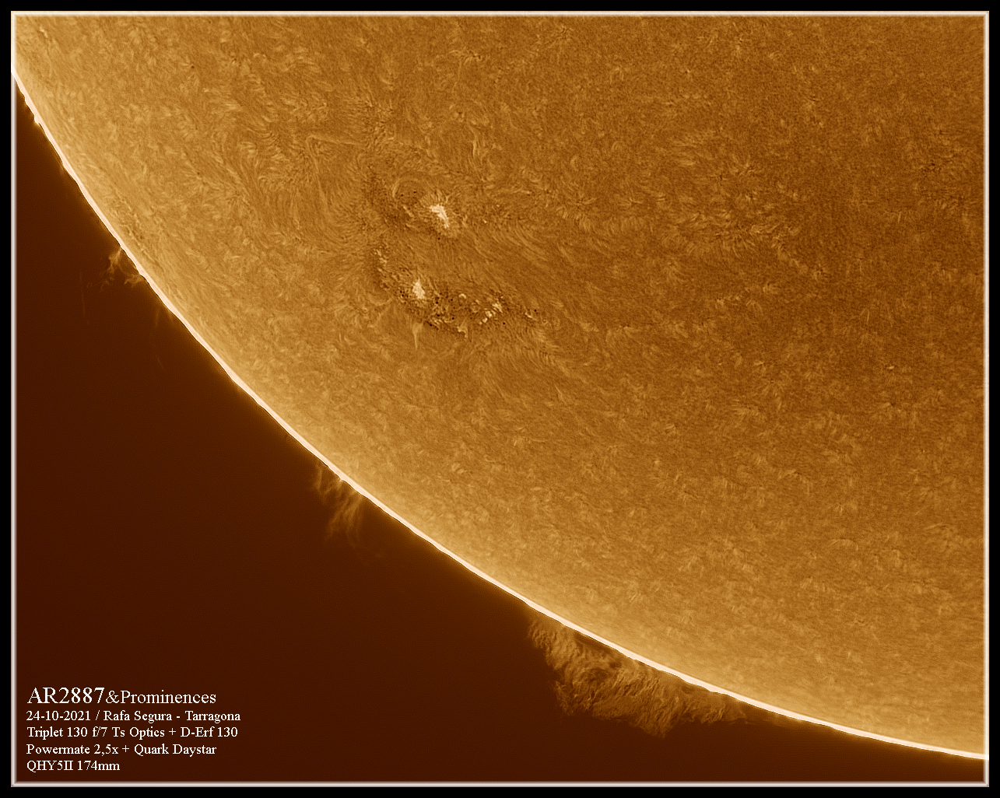 AR2887&Prominences
24-10-2021 / Rafa Segura - Tarragona
Triplet 130 f/7 Ts Optics + D-Erf 130
Powermate 2,5x + Quark Daystar
QHY5II 174mm